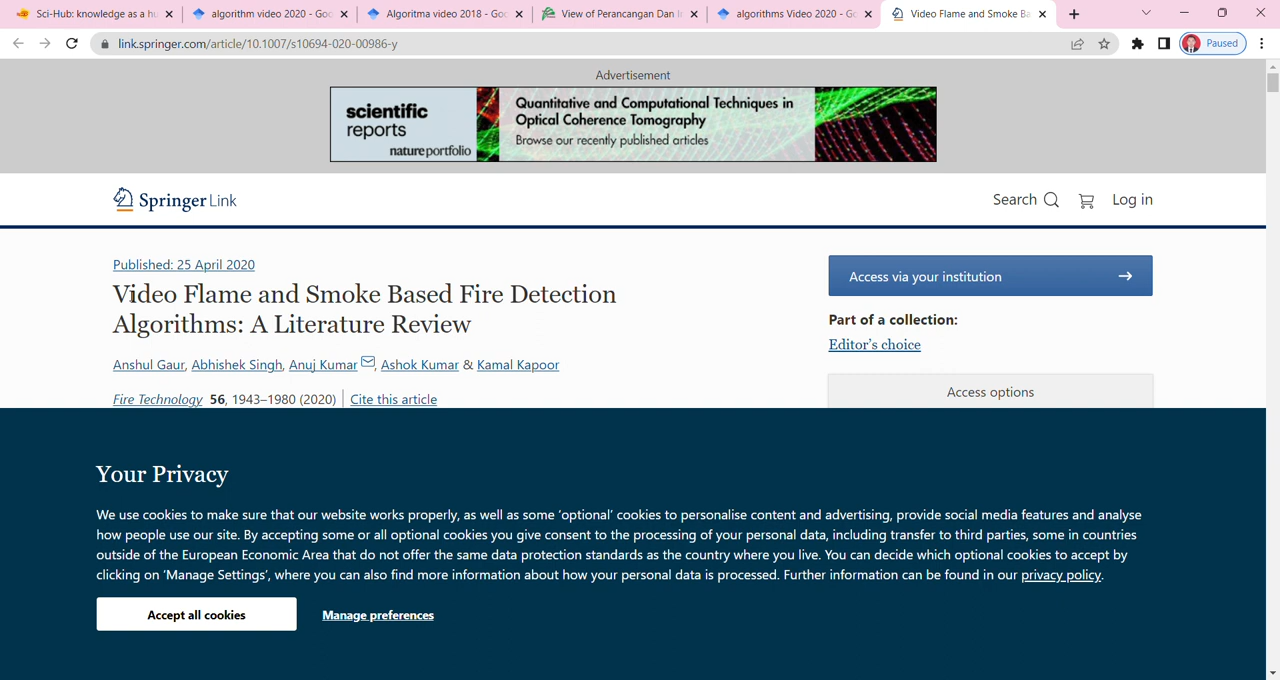 Sci-Hub: knowledge as a hu
algorithm video 2020 - Goo
Algoritma video 2018 - Goo
View of Perancangan Dan Im
algorithms Video 2020 - Go
Video Flame and Smoke Ba
link.springer.com/article/10.1007/s10694-020-00986-y
Paused
Advertisement
scientific
reports
natureportfolio
Quantitative and Computational Techniques in
Optical Coherence Tomography
Browse our recently published articles
Springer Link
Search
Log in
Published: 25 April 2020
Video Flame and Smoke Based Fire Detection
Algorithms: A Literature Review
Anshul Gaur, Abhishek Singh, Anuj Kumar, Ashok Kumar & Kamal Kapoor
Fire Technology 56, 1943–1980 (2020) Cite this article
Access via your institution
Part of a collection:
Editor's choice
Access options
Your Privacy
We use cookies to make sure that our website works properly, as well as some 'optional' cookies to personalise content and advertising, provide social media features and analyse
how people use our site. By accepting some or all optional cookies you give consent to the processing of your personal data, including transfer to third parties, some in countries
outside of the European Economic Area that do not offer the same data protection standards as the country where you live. You can decide which optional cookies to accept by
clicking on 'Manage Settings', where you can also find more information about how your personal data is processed. Further information can be found in our privacy policy.
Accept all cookies
Manage preferences